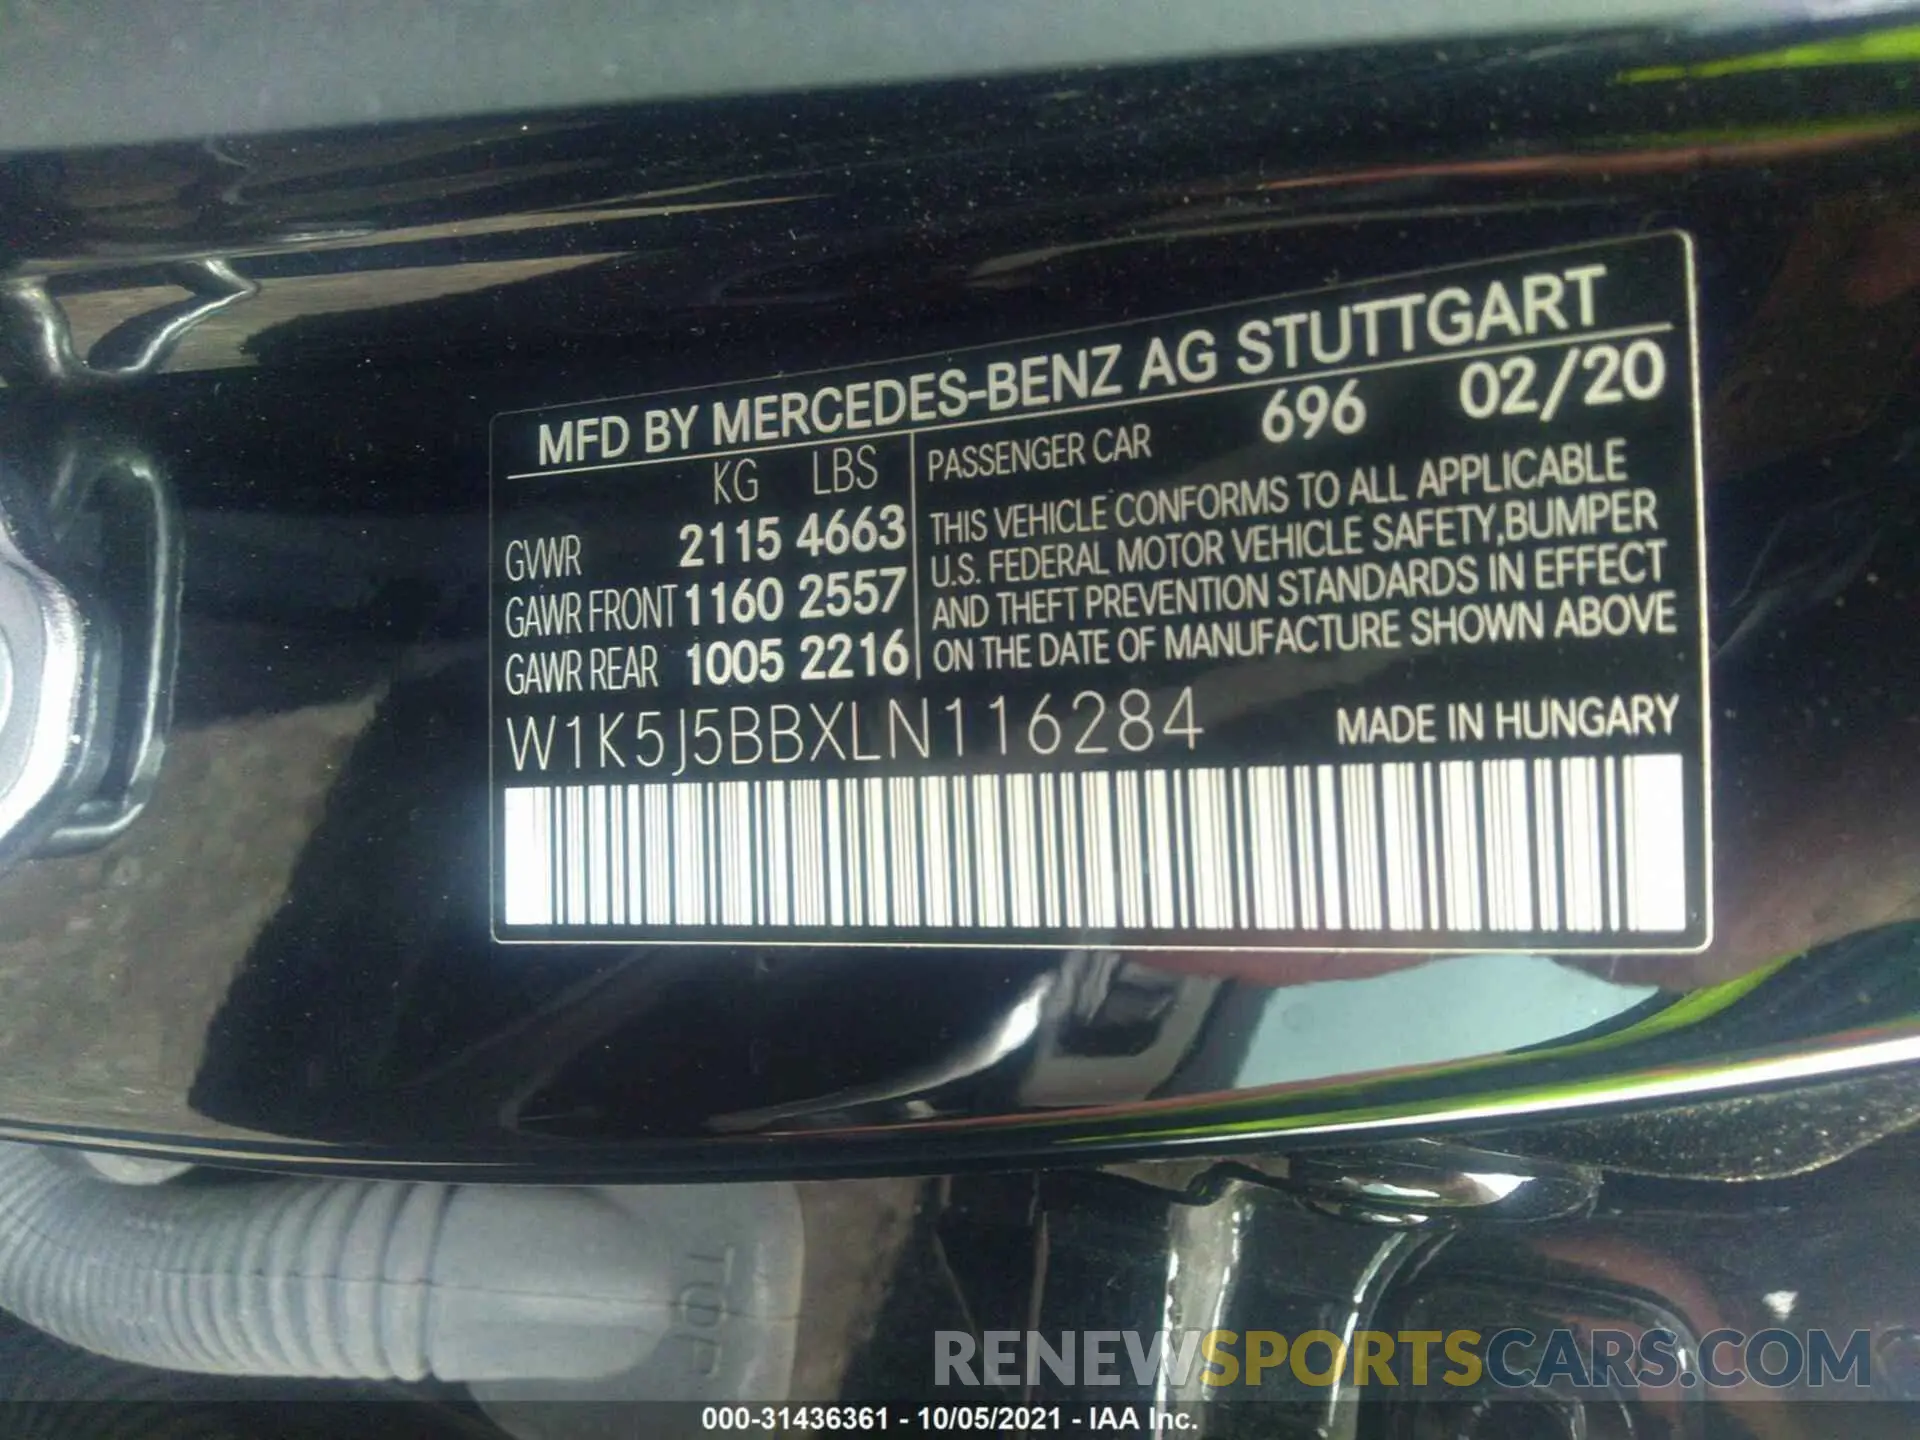 MFD BY MERCEDES-BENZ AG STUTTGART
KG LBS
GVWR 2115 4663
GAWR FRONT 1160 2557
GAWR REAR 1005 2216
PASSENGER CAR 696 02/20
THIS VEHICLE CONFORMS TO ALL APPLICABLE
U.S. FEDERAL MOTOR VEHICLE SAFETY,BUMPER
AND THEFT PREVENTION STANDARDS IN EFFECT
ON THE DATE OF MANUFACTURE SHOWN ABOVE
W1K5J5BBXLN116284 MADE IN HUNGARY
RENEWSPORTSCARS.COM
000-31436361 - 10/05/2021 - IAA Inc.